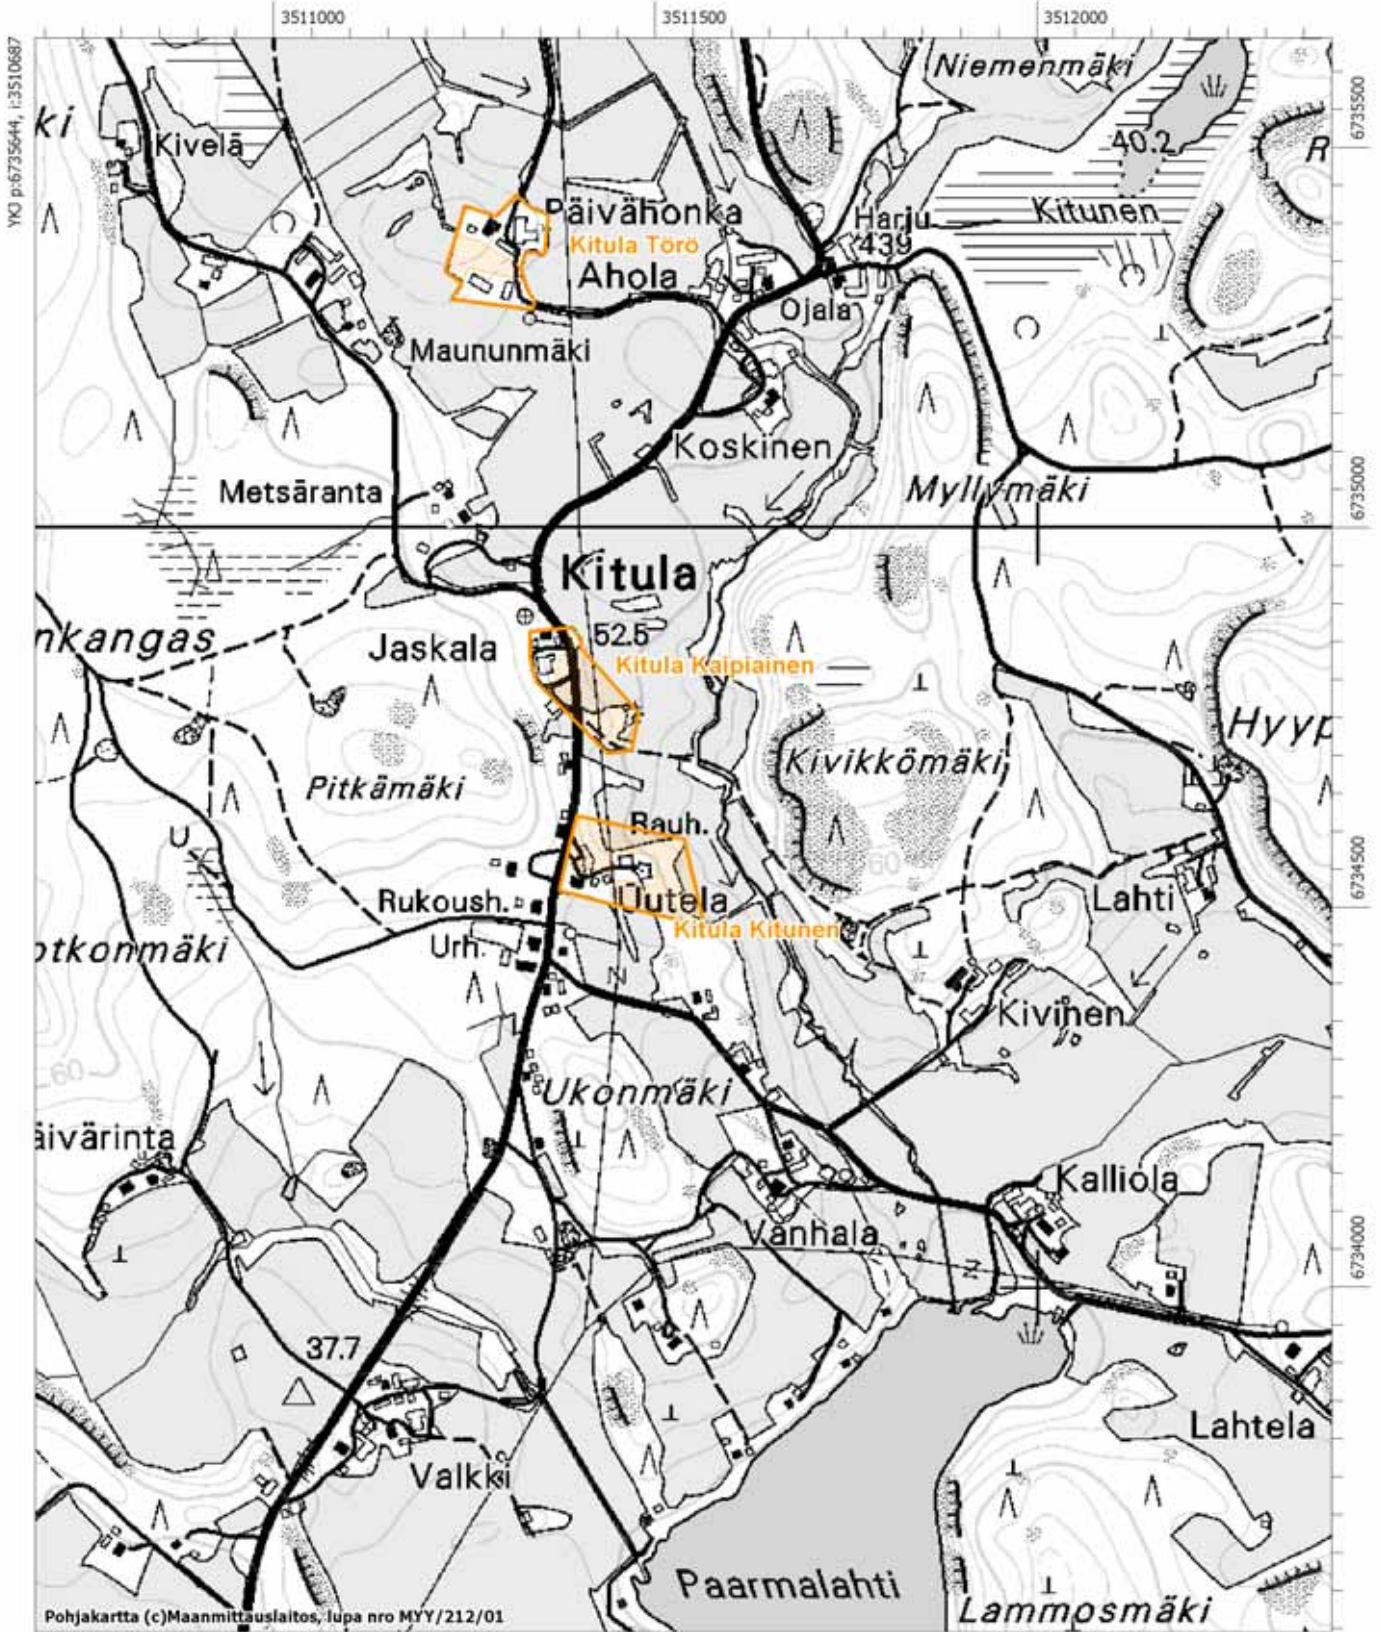 3511000
3511500
3512000
YKJ p:6735644, i:3510687
6735500
6735000
6734500
6734000
Niemenmäki
ki
Kivelä
40.2
R
Päivähonka
Harju
439
Kitunen
Kitula Törö
Ahola
Ojala
Maununmäki
Koskinen
Metsäranta
Myllymäki
Kitula
nkangas
Jaskala
52.5
Kitula Kaipiainen
Hyyp
Kivikkömäki
Pitkämäki
Rauh.
60
Rukoush.
Uutela
Lahti
Kitula Kitunen
Urh.
otkonmäki
Kivinen
60
Ukonmäki
äivärinta
Kalliola
Vanhala
37.7
Lahtela
Valkki
Paarmalahti
Lammosmäki
Pohjakartta (c)Maanmittauslaitos, lupa nro MYY/212/01